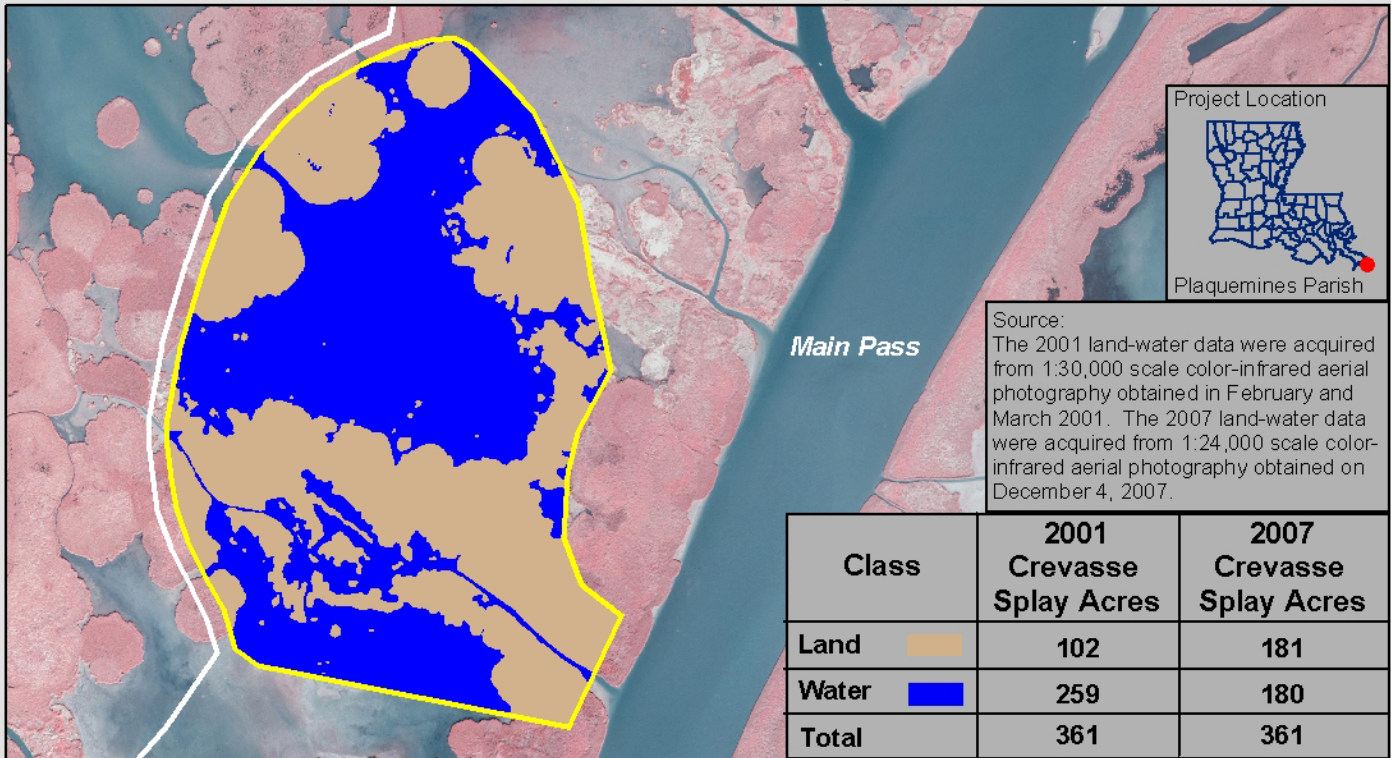 Project Location
Plaquemines Parish
Main Pass
Source:
The 2001 land-water data were acquired
from 1:30,000 scale color-infrared aerial
photography obtained in February and
March 2001.  The 2007 land-water data
were acquired from 1:24,000 scale color-
infrared aerial photography obtained on
December 4, 2007.
Class 2001 Crevasse Splay Acres 2007 Crevasse Splay Acres
Land 102 181
Water 259 180
Total 361 361